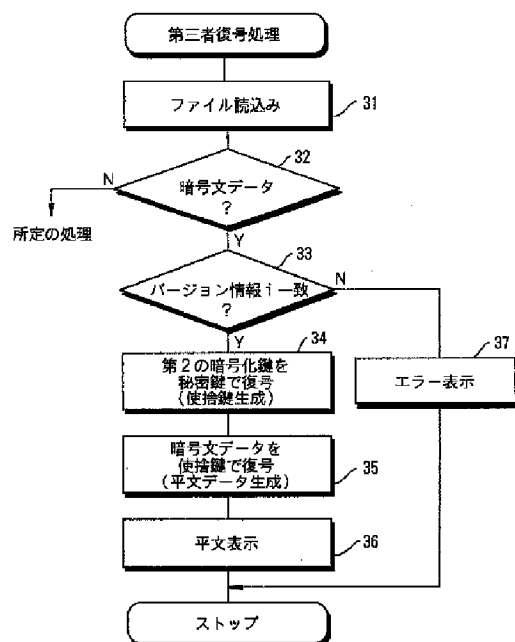 第三者復号処理
ファイル読込み
31
32
N
暗号文データ
?
所定の処理
Y
33
N
バージョン情報i一致
?
Y
34
第2の暗号化鍵を
秘密鍵で復号
(使捨鍵生成)
37
エラー表示
暗号文データを
使捨鍵で復号
(平文データ生成)
35
平文表示
36
ストップ